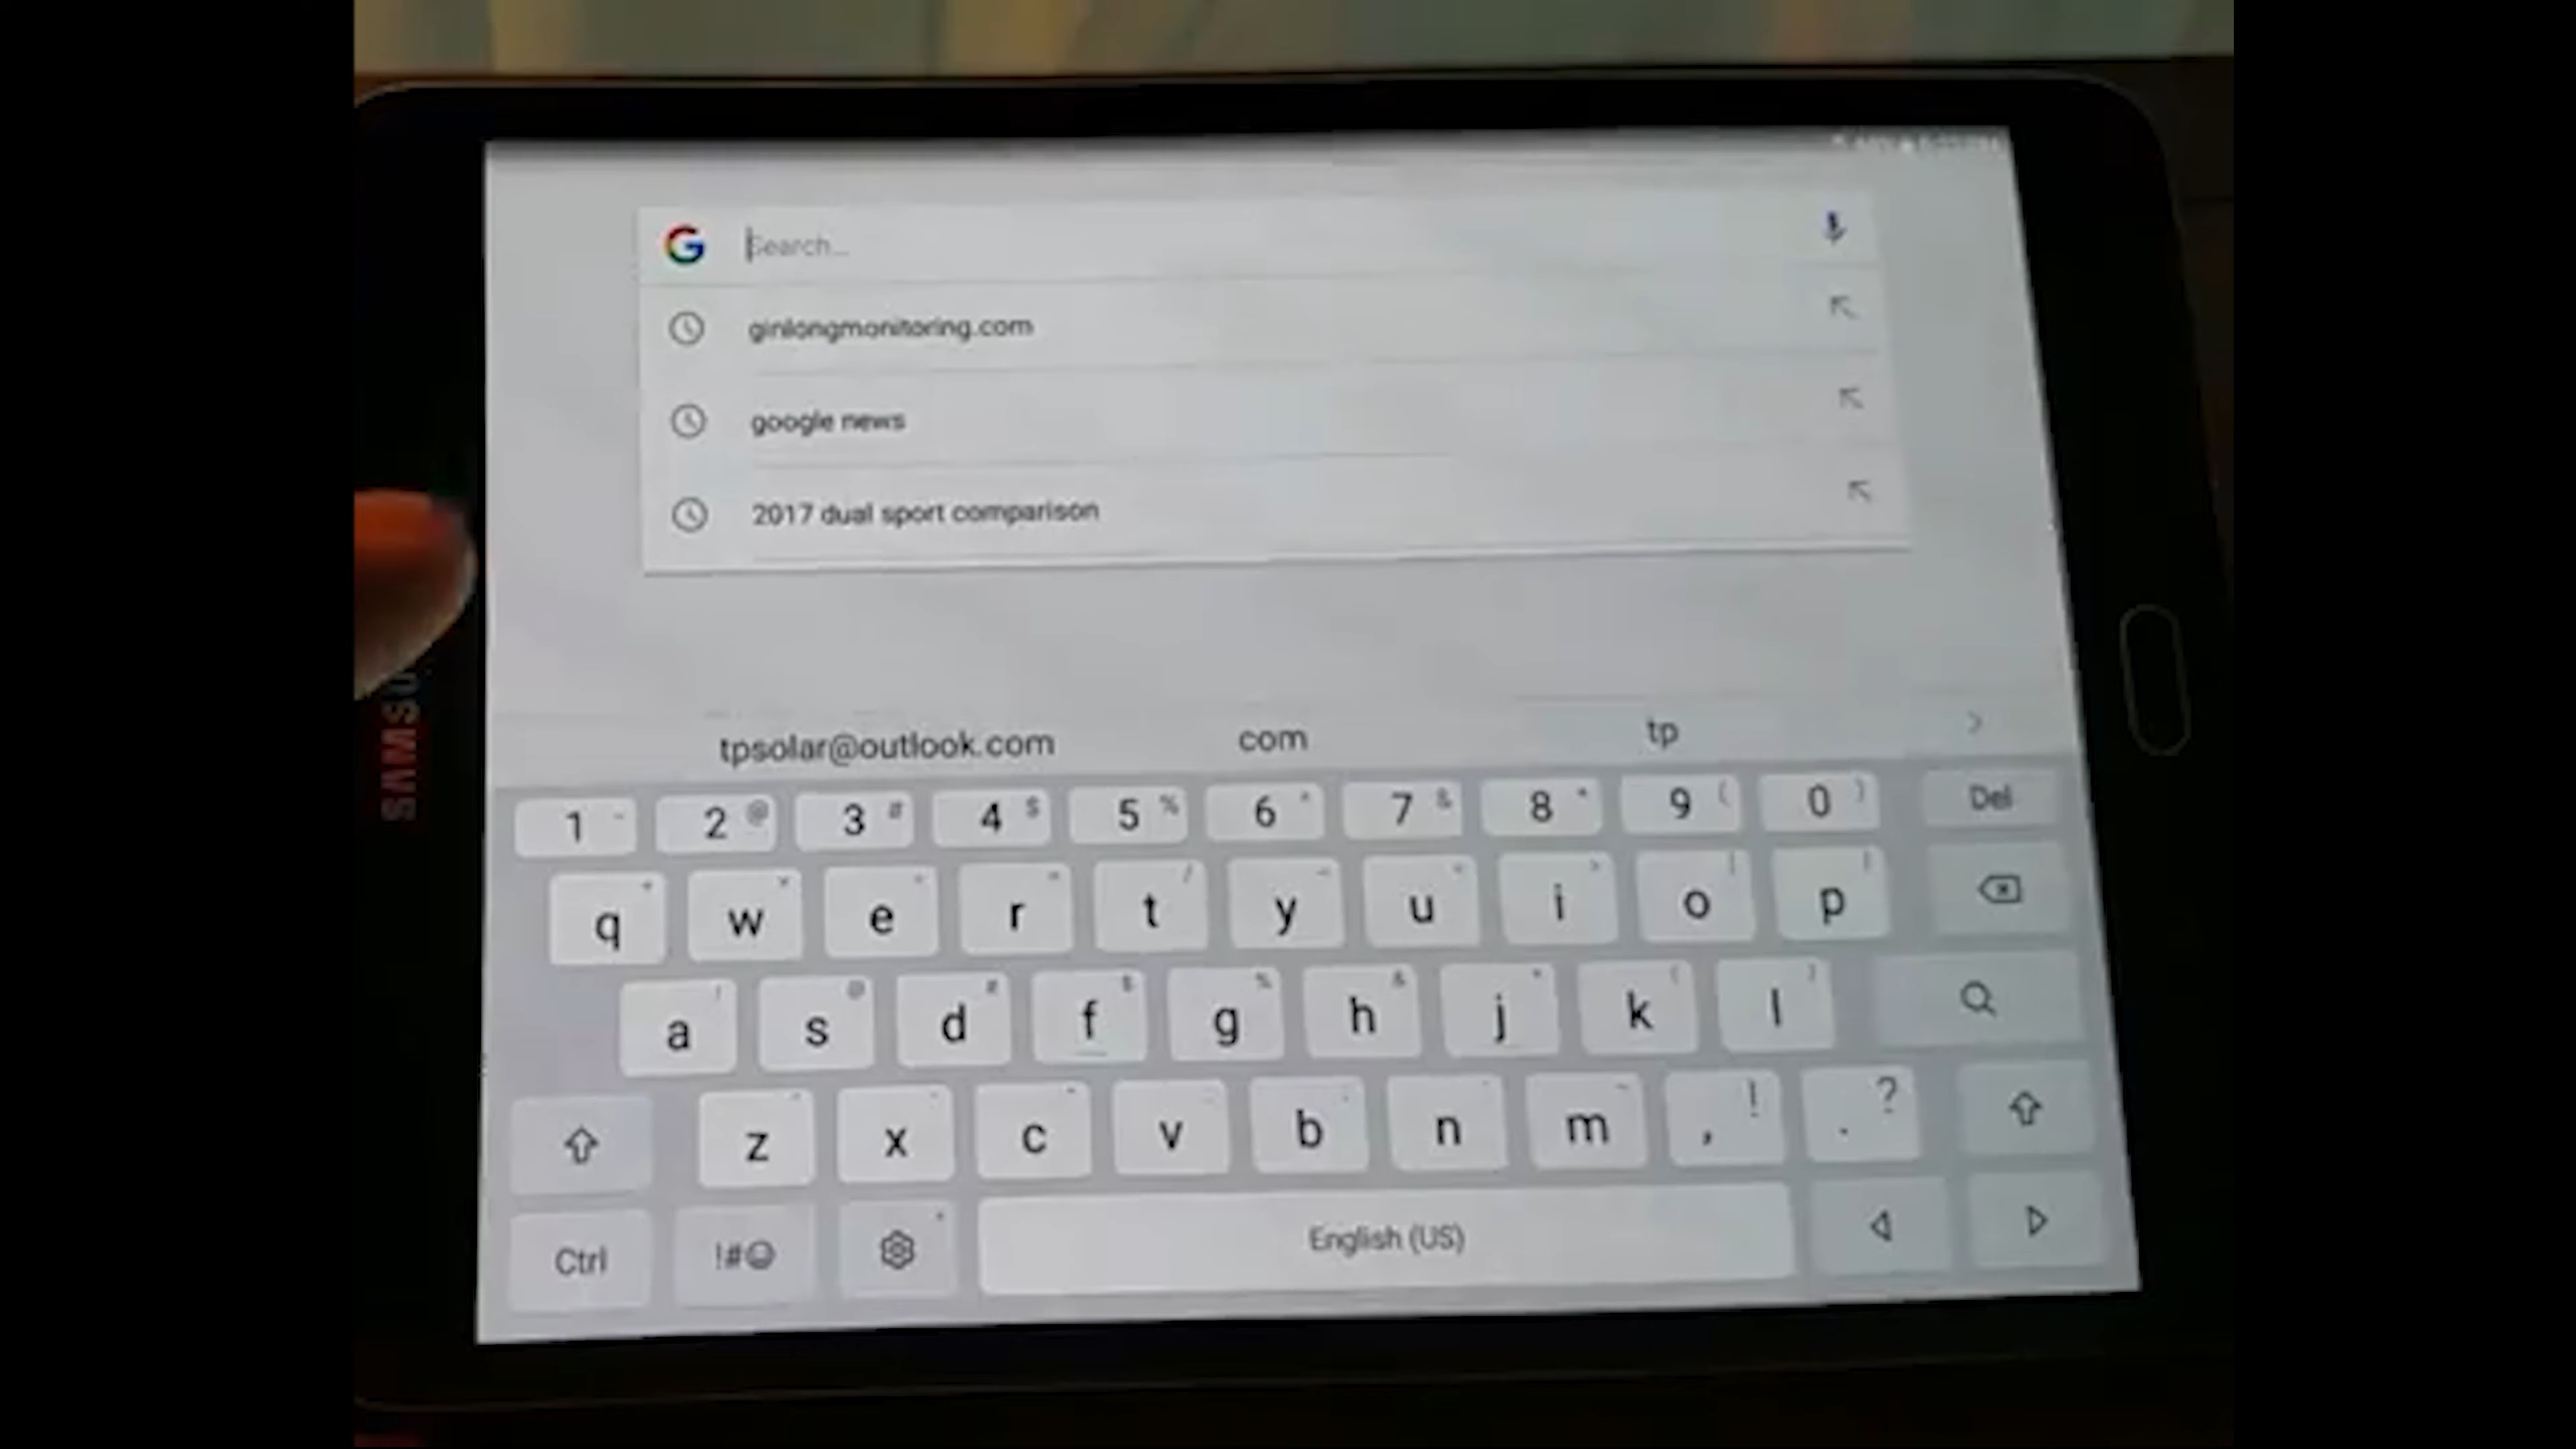 Search...
ginlongmonitoring.com
google news
2017 dual sport comparison
tpsolar@outlook.com com tp
1 2 @ 3 # 4 $ 5 % 6 ^ 7 & 8 * 9 ( 0 ) Del
q w e r t y u i o p
a ! s @ d # f $ g % h & j * k ( l )
z x c v b n m , ! . ?
Ctrl !#☺ English (US)
SAMSU